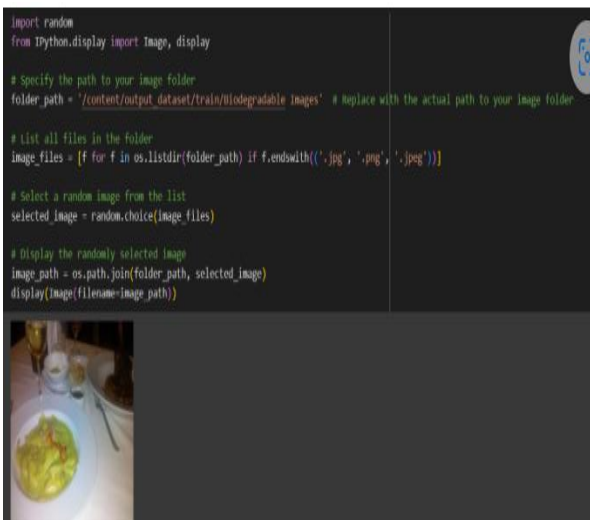 import random
from IPython.display import Image, display
# Specify the path to your image folder
folder_path = '/content/output_dataset/train/Biodegradable Images' # Replace with the actual path to your image folder
# List all files in the folder
image_files = [f for f in os.listdir(folder_path) if f.endswith(('.jpg', '.png', '.jpeg'))]
# Select a random image from the list
selected_image = random.choice(image_files)
# Display the randomly selected image
image_path = os.path.join(folder_path, selected_image)
display(Image(filename=image_path))